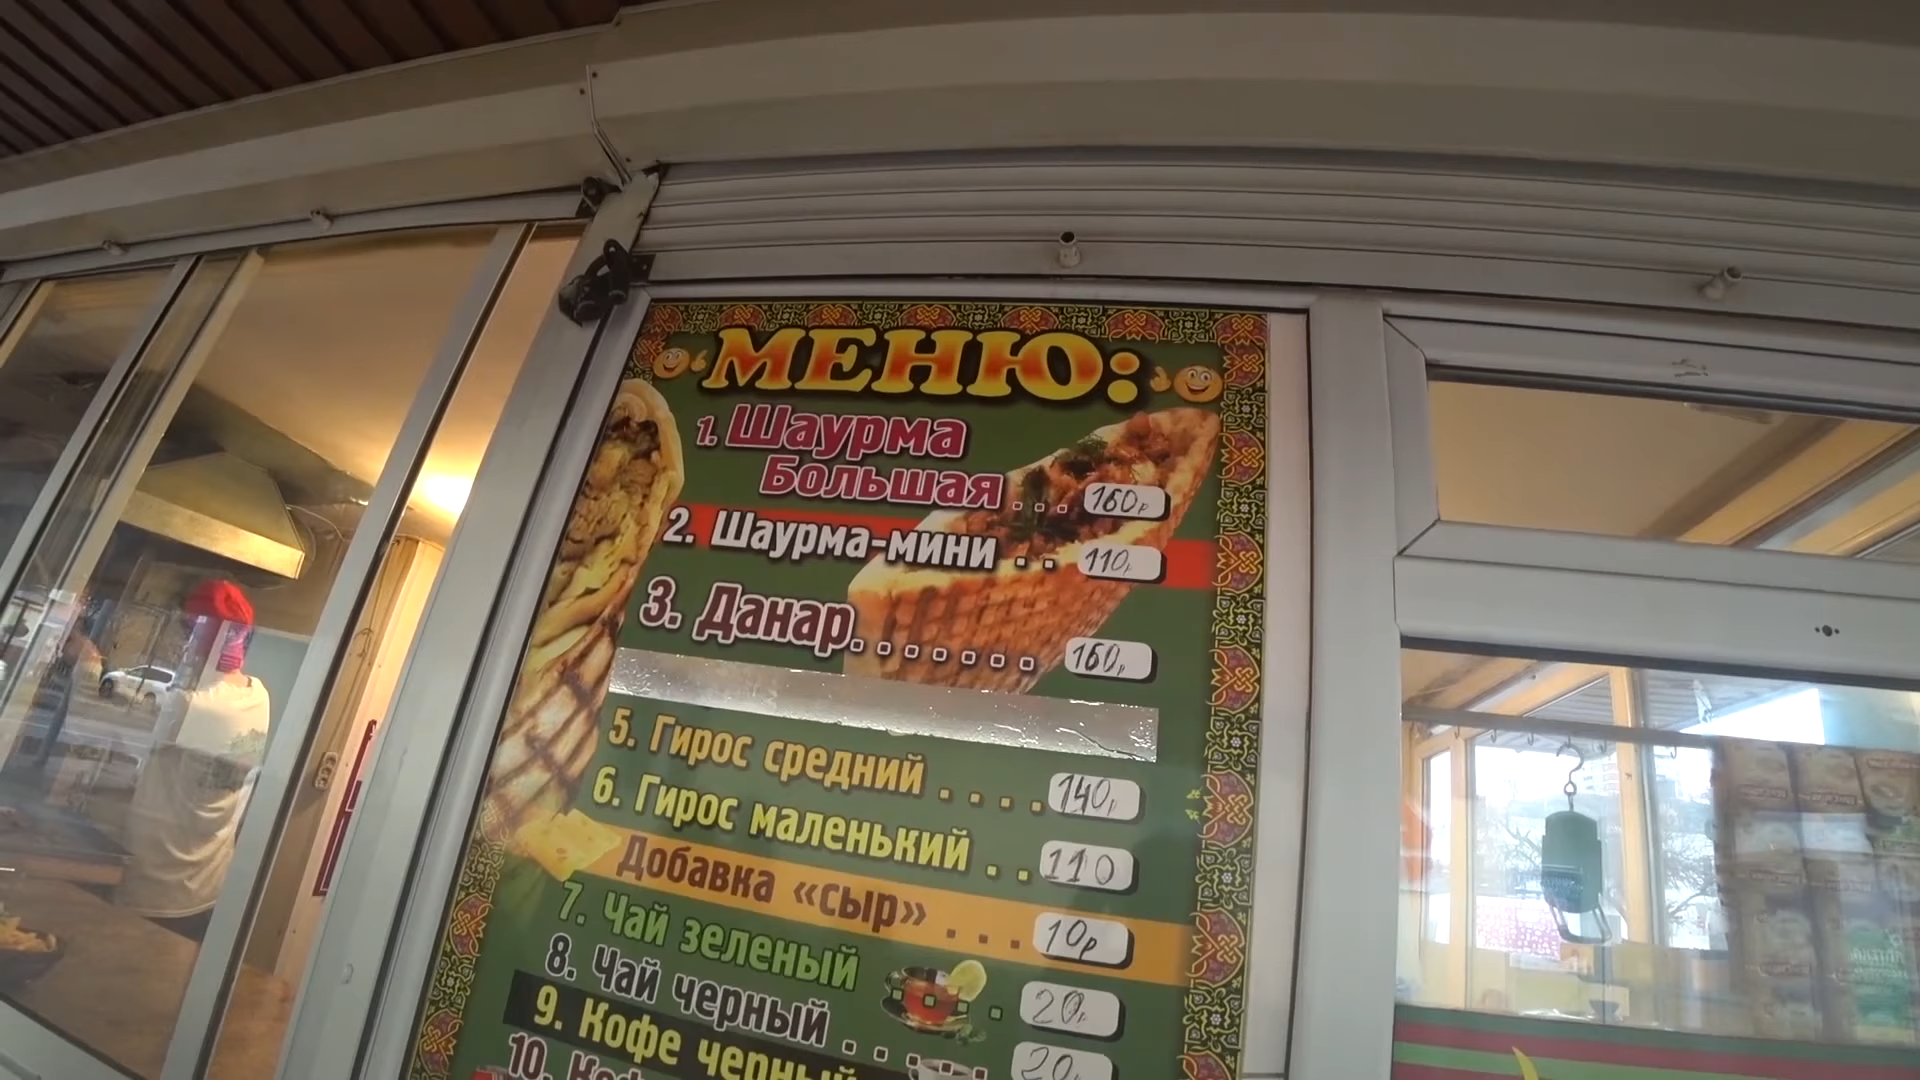 МЕНЮ:
1. Шаурма
Большая . . . 160р
2. Шаурма-мини . . 110р
3. Данар . . . . . . . 160р
5. Гирос средний . . . . 140р
6. Гирос маленький . . 110
Добавка «сыр» . . . 10р
7. Чай зеленый . . . . 20р
8. Чай черный . . . . . 20р
9. Кофе черный
10.